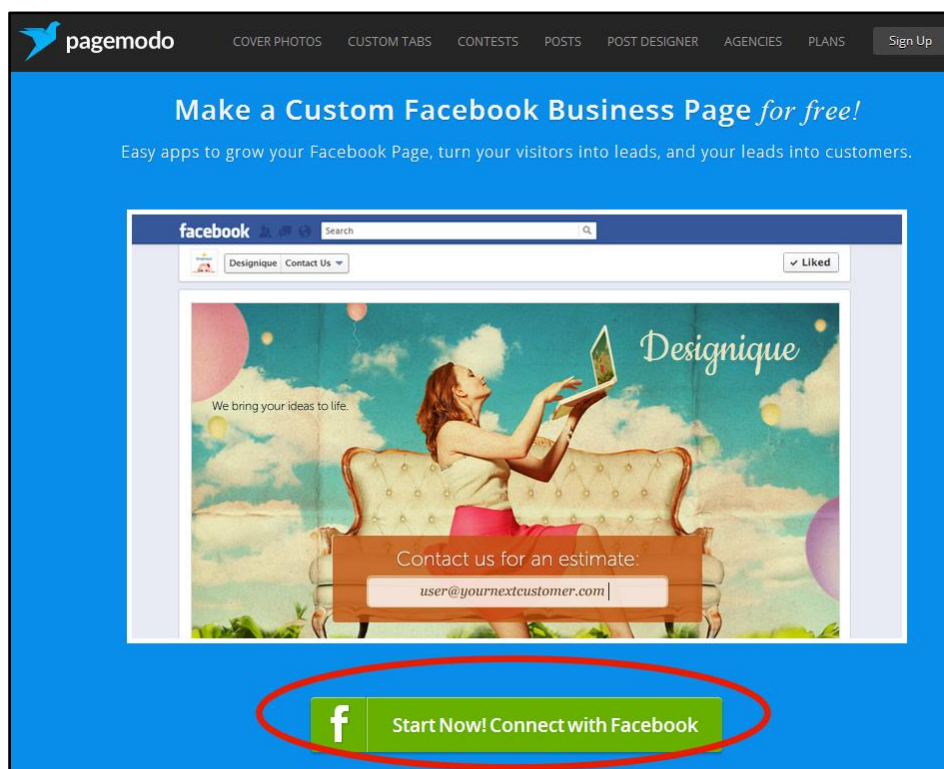 pagemodo
COVER PHOTOS CUSTOM TABS CONTESTS POSTS POST DESIGNER AGENCIES PLANS Sign Up
Make a Custom Facebook Business Page for free!
Easy apps to grow your Facebook Page, turn your visitors into leads, and your leads into customers.
facebook Search
Designique Contact Us Liked
Designique
We bring your ideas to life.
Contact us for an estimate:
user@yournextcustomer.com
f Start Now! Connect with Facebook